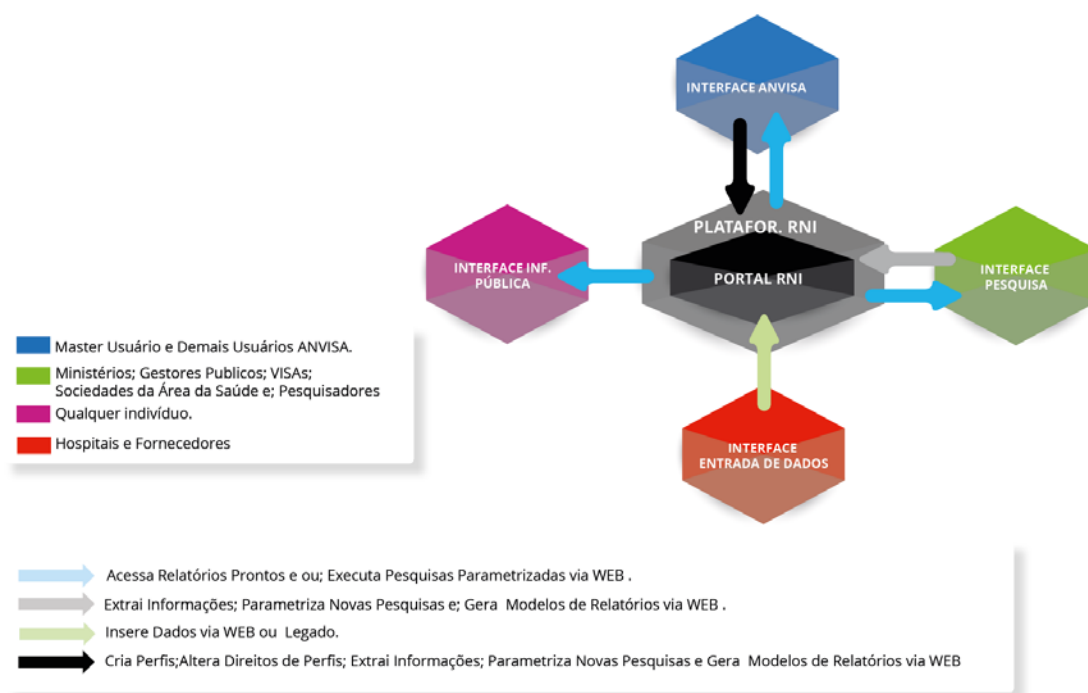 INTERFACE ANVISA
PLATAFOR. RNI
PORTAL RNI
INTERFACE INF.
PÚBLICA
INTERFACE
PESQUISA
INTERFACE
ENTRADA DE DADOS
Master Usuário e Demais Usuários ANVISA.
Ministérios; Gestores Publicos; VISAs;
Sociedades da Área da Saúde e; Pesquisadores
Qualquer indivíduo.
Hospitais e Fornecedores
Acessa Relatórios Prontos e ou; Executa Pesquisas Parametrizadas via WEB .
Extrai Informações; Parametriza Novas Pesquisas e; Gera Modelos de Relatórios via WEB .
Insere Dados via WEB ou Legado.
Cria Perfis;Altera Direitos de Perfis; Extrai Informações; Parametriza Novas Pesquisas e Gera Modelos de Relatórios via WEB